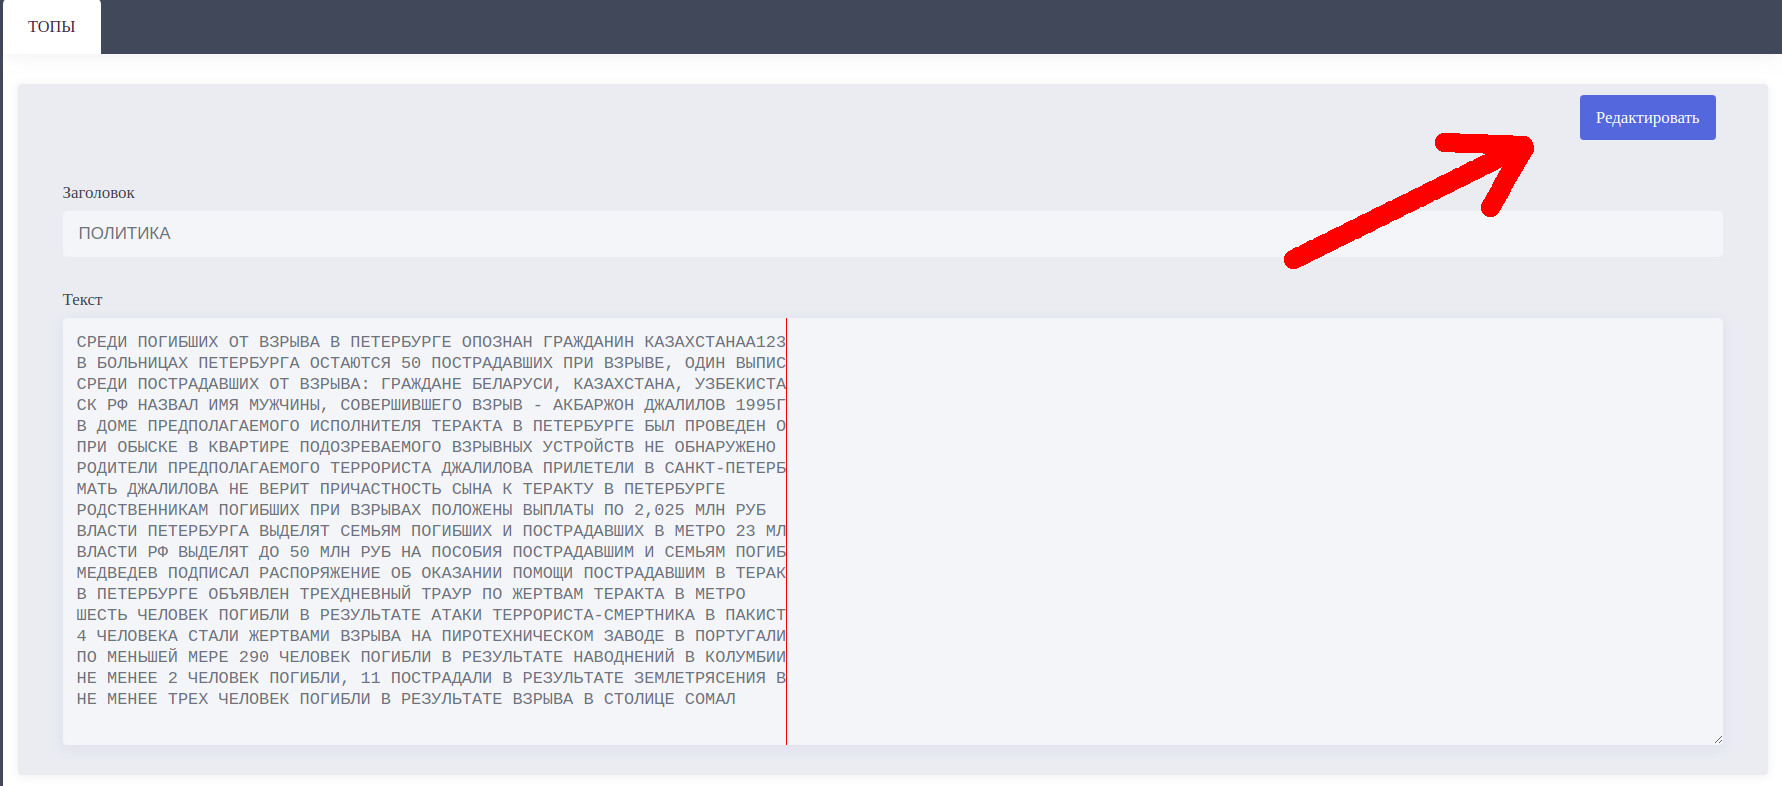 ТОПЫ
Редактировать
Заголовок
ПОЛИТИКА
Текст
СРЕДИ ПОГИБШИХ ОТ ВЗРЫВА В ПЕТЕРБУРГЕ ОПОЗНАН ГРАЖДАНИН КАЗАХСТАНАА123
В БОЛЬНИЦАХ ПЕТЕРБУРГА ОСТАЮТСЯ 50 ПОСТРАДАВШИХ ПРИ ВЗРЫВЕ, ОДИН ВЫПИС
СРЕДИ ПОСТРАДАВШИХ ОТ ВЗРЫВА: ГРАЖДАНЕ БЕЛАРУСИ, КАЗАХСТАНА, УЗБЕКИСТА
СК РФ НАЗВАЛ ИМЯ МУЖЧИНЫ, СОВЕРШИВШЕГО ВЗРЫВ - АКБАРЖОН ДЖАЛИЛОВ 1995Г
В ДОМЕ ПРЕДПОЛАГАЕМОГО ИСПОЛНИТЕЛЯ ТЕРАКТА В ПЕТЕРБУРГЕ БЫЛ ПРОВЕДЕН О
ПРИ ОБЫСКЕ В КВАРТИРЕ ПОДОЗРЕВАЕМОГО ВЗРЫВНЫХ УСТРОЙСТВ НЕ ОБНАРУЖЕНО
РОДИТЕЛИ ПРЕДПОЛАГАЕМОГО ТЕРРОРИСТА ДЖАЛИЛОВА ПРИЛЕТЕЛИ В САНКТ-ПЕТЕРБ
МАТЬ ДЖАЛИЛОВА НЕ ВЕРИТ ПРИЧАСТНОСТЬ СЫНА К ТЕРАКТУ В ПЕТЕРБУРГЕ
РОДСТВЕННИКАМ ПОГИБШИХ ПРИ ВЗРЫВАХ ПОЛОЖЕНЫ ВЫПЛАТЫ ПО 2,025 МЛН РУБ
ВЛАСТИ ПЕТЕРБУРГА ВЫДЕЛЯТ СЕМЬЯМ ПОГИБШИХ И ПОСТРАДАВШИХ В МЕТРО 23 МЛ
ВЛАСТИ РФ ВЫДЕЛЯТ ДО 50 МЛН РУБ НА ПОСОБИЯ ПОСТРАДАВШИМ И СЕМЬЯМ ПОГИБ
МЕДВЕДЕВ ПОДПИСАЛ РАСПОРЯЖЕНИЕ ОБ ОКАЗАНИИ ПОМОЩИ ПОСТРАДАВШИМ В ТЕРАК
В ПЕТЕРБУРГЕ ОБЪЯВЛЕН ТРЕХДНЕВНЫЙ ТРАУР ПО ЖЕРТВАМ ТЕРАКТА В МЕТРО
ШЕСТЬ ЧЕЛОВЕК ПОГИБЛИ В РЕЗУЛЬТАТЕ АТАКИ ТЕРРОРИСТА-СМЕРТНИКА В ПАКИСТ
4 ЧЕЛОВЕКА СТАЛИ ЖЕРТВАМИ ВЗРЫВА НА ПИРОТЕХНИЧЕСКОМ ЗАВОДЕ В ПОРТУГАЛИ
ПО МЕНЬШЕЙ МЕРЕ 290 ЧЕЛОВЕК ПОГИБЛИ В РЕЗУЛЬТАТЕ НАВОДНЕНИЙ В КОЛУМБИИ
НЕ МЕНЕЕ 2 ЧЕЛОВЕК ПОГИБЛИ, 11 ПОСТРАДАЛИ В РЕЗУЛЬТАТЕ ЗЕМЛЕТРЯСЕНИЯ В
НЕ МЕНЕЕ ТРЕХ ЧЕЛОВЕК ПОГИБЛИ В РЕЗУЛЬТАТЕ ВЗРЫВА В СТОЛИЦЕ СОМАЛ